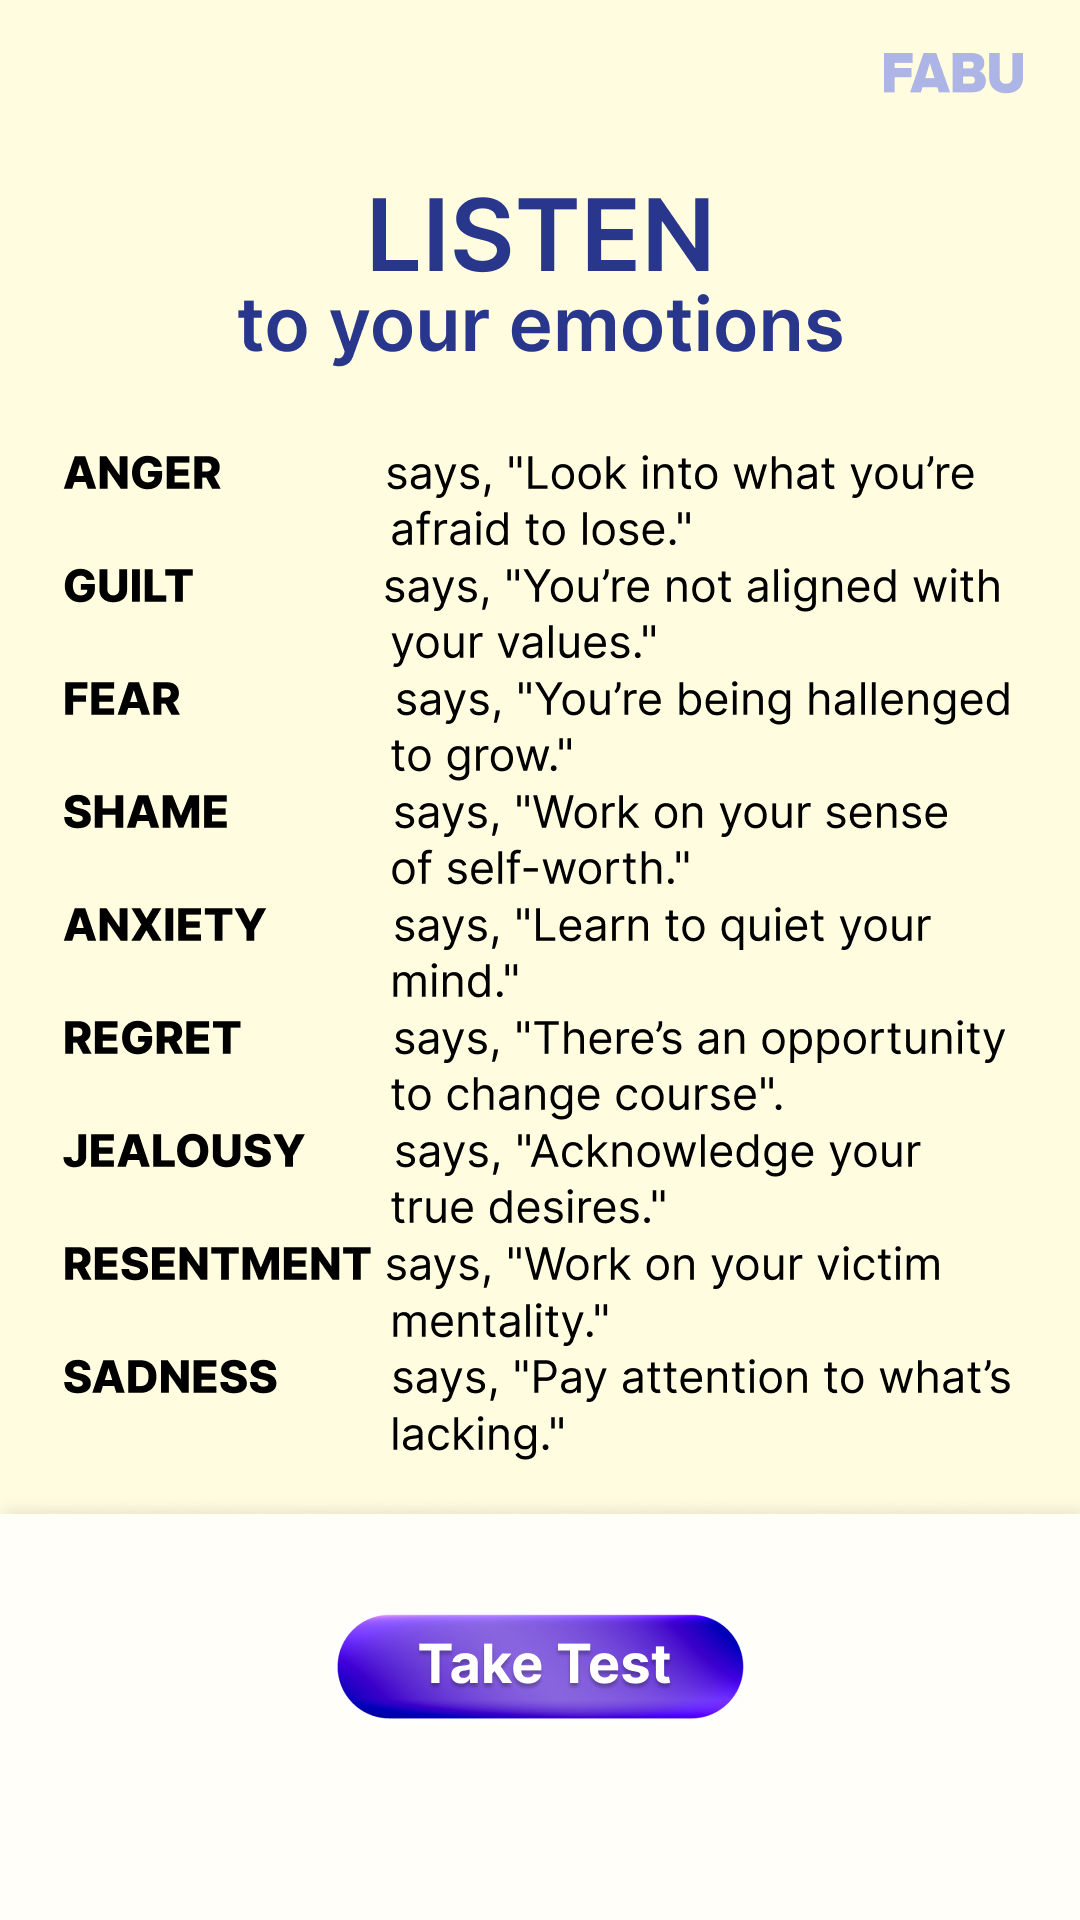 FABU
LISTEN
to your emotions
ANGER says, "Look into what you’re
afraid to lose."
GUILT says, "You’re not aligned with
your values."
FEAR says, "You’re being hallenged
to grow."
SHAME says, "Work on your sense
of self-worth."
ANXIETY says, "Learn to quiet your
mind."
REGRET says, "There’s an opportunity
to change course".
JEALOUSY says, "Acknowledge your
true desires."
RESENTMENT says, "Work on your victim
mentality."
SADNESS says, "Pay attention to what’s
lacking."
Take Test